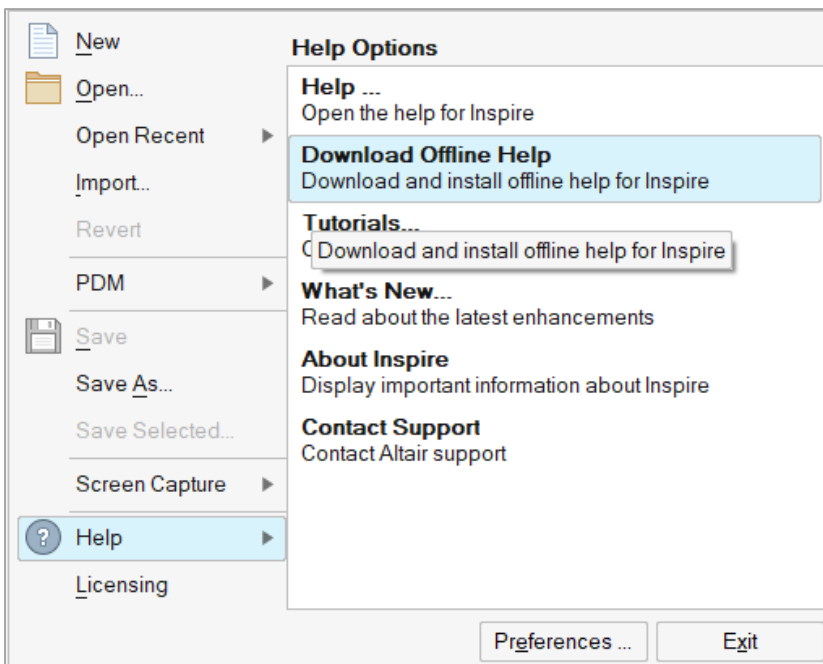 New
Open...
Open Recent
Import...
Revert
PDM
Save
Save As...
Save Selected...
Screen Capture
Help
Licensing
Help Options
Help ...
Open the help for Inspire
Download Offline Help
Download and install offline help for Inspire
Tutorials...
Download and install offline help for Inspire
What's New...
Read about the latest enhancements
About Inspire
Display important information about Inspire
Contact Support
Contact Altair support
Preferences ...
Exit